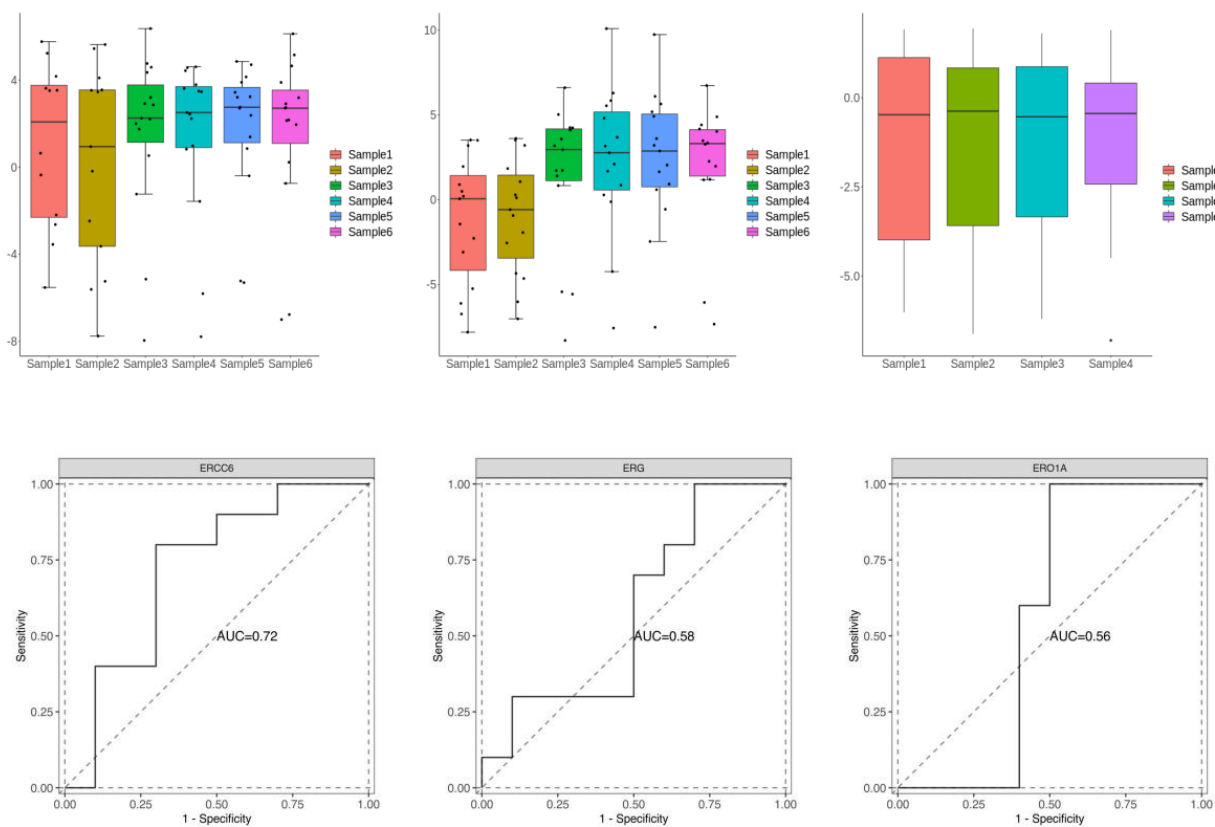 4
0
-4
-8
Sample1 Sample2 Sample3 Sample4 Sample5 Sample6
Sample1
Sample2
Sample3
Sample4
Sample5
Sample6
10
5
0
-5
Sample1 Sample2 Sample3 Sample4 Sample5 Sample6
Sample1
Sample2
Sample3
Sample4
Sample5
Sample6
0.0
-2.5
-5.0
Sample1 Sample2 Sample3 Sample4
Sample
Sample
Sample
Sample
ERCC6
1.00
0.75
0.50
0.25
0.00
Sensitivity
AUC=0.72
0.00 0.25 0.50 0.75 1.00
1 - Specificity
ERG
1.00
0.75
0.50
0.25
0.00
Sensitivity
AUC=0.58
0.00 0.25 0.50 0.75 1.00
1 - Specificity
ERO1A
1.00
0.75
0.50
0.25
0.00
Sensitivity
AUC=0.56
0.00 0.25 0.50 0.75 1.00
1 - Specificity